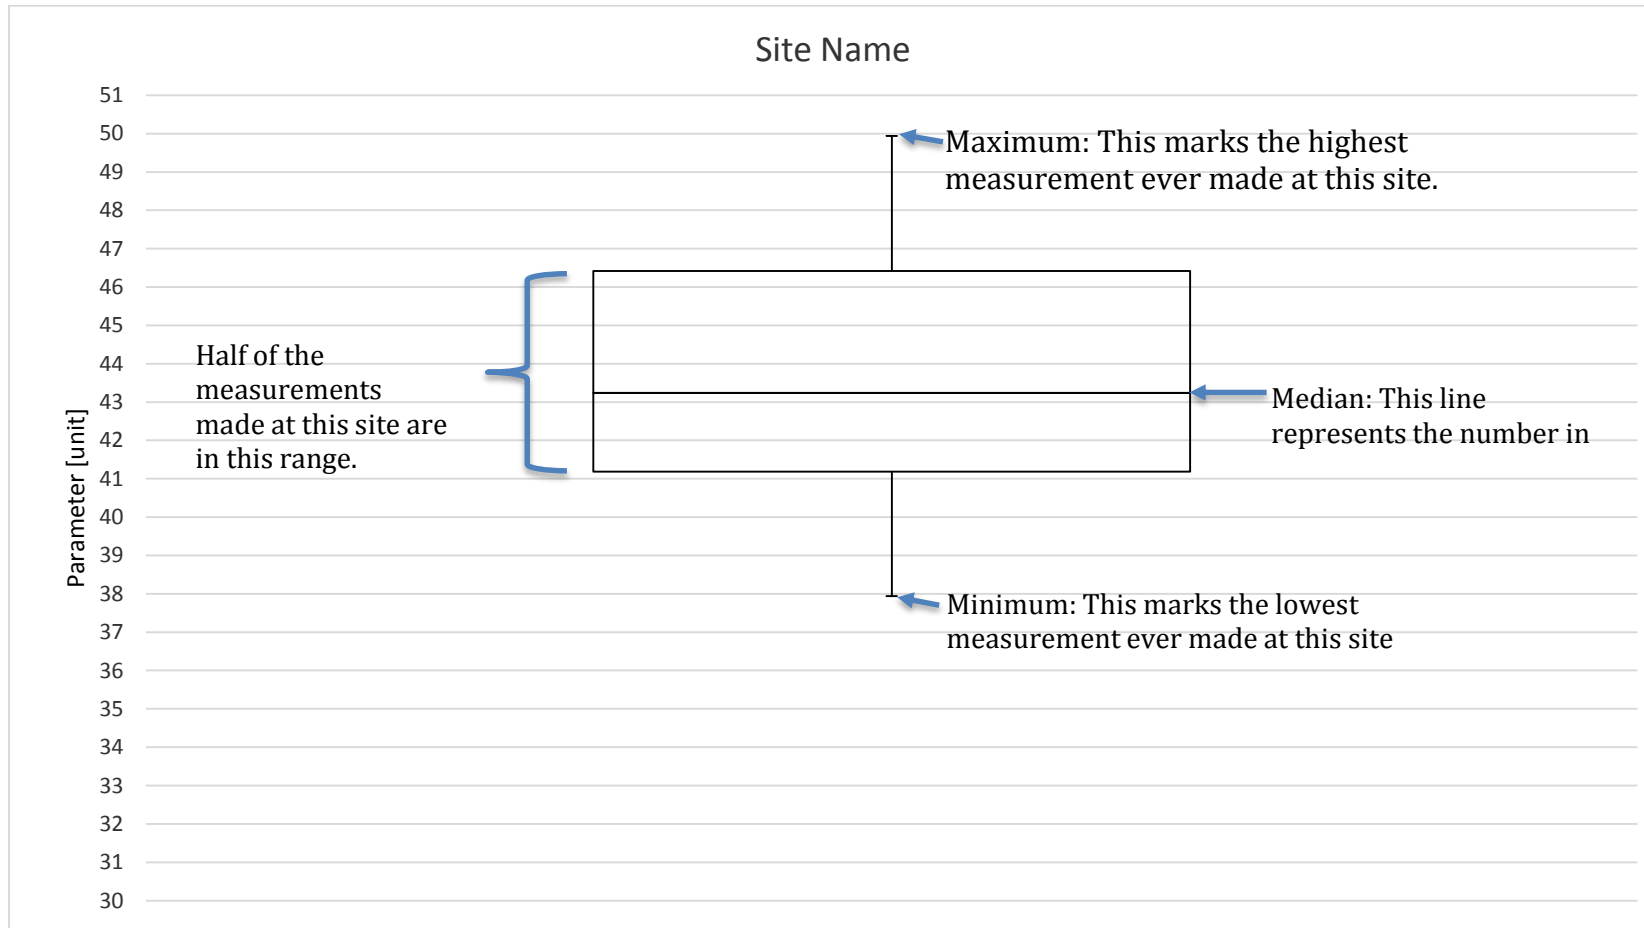 Site Name
51
50
49
48
47
46
45
44
43
42
41
40
39
38
37
36
35
34
33
32
31
30
Parameter [unit]
Maximum: This marks the highest
measurement ever made at this site.
Half of the
measurements
made at this site are
in this range.
Median: This line
represents the number in
Minimum: This marks the lowest
measurement ever made at this site